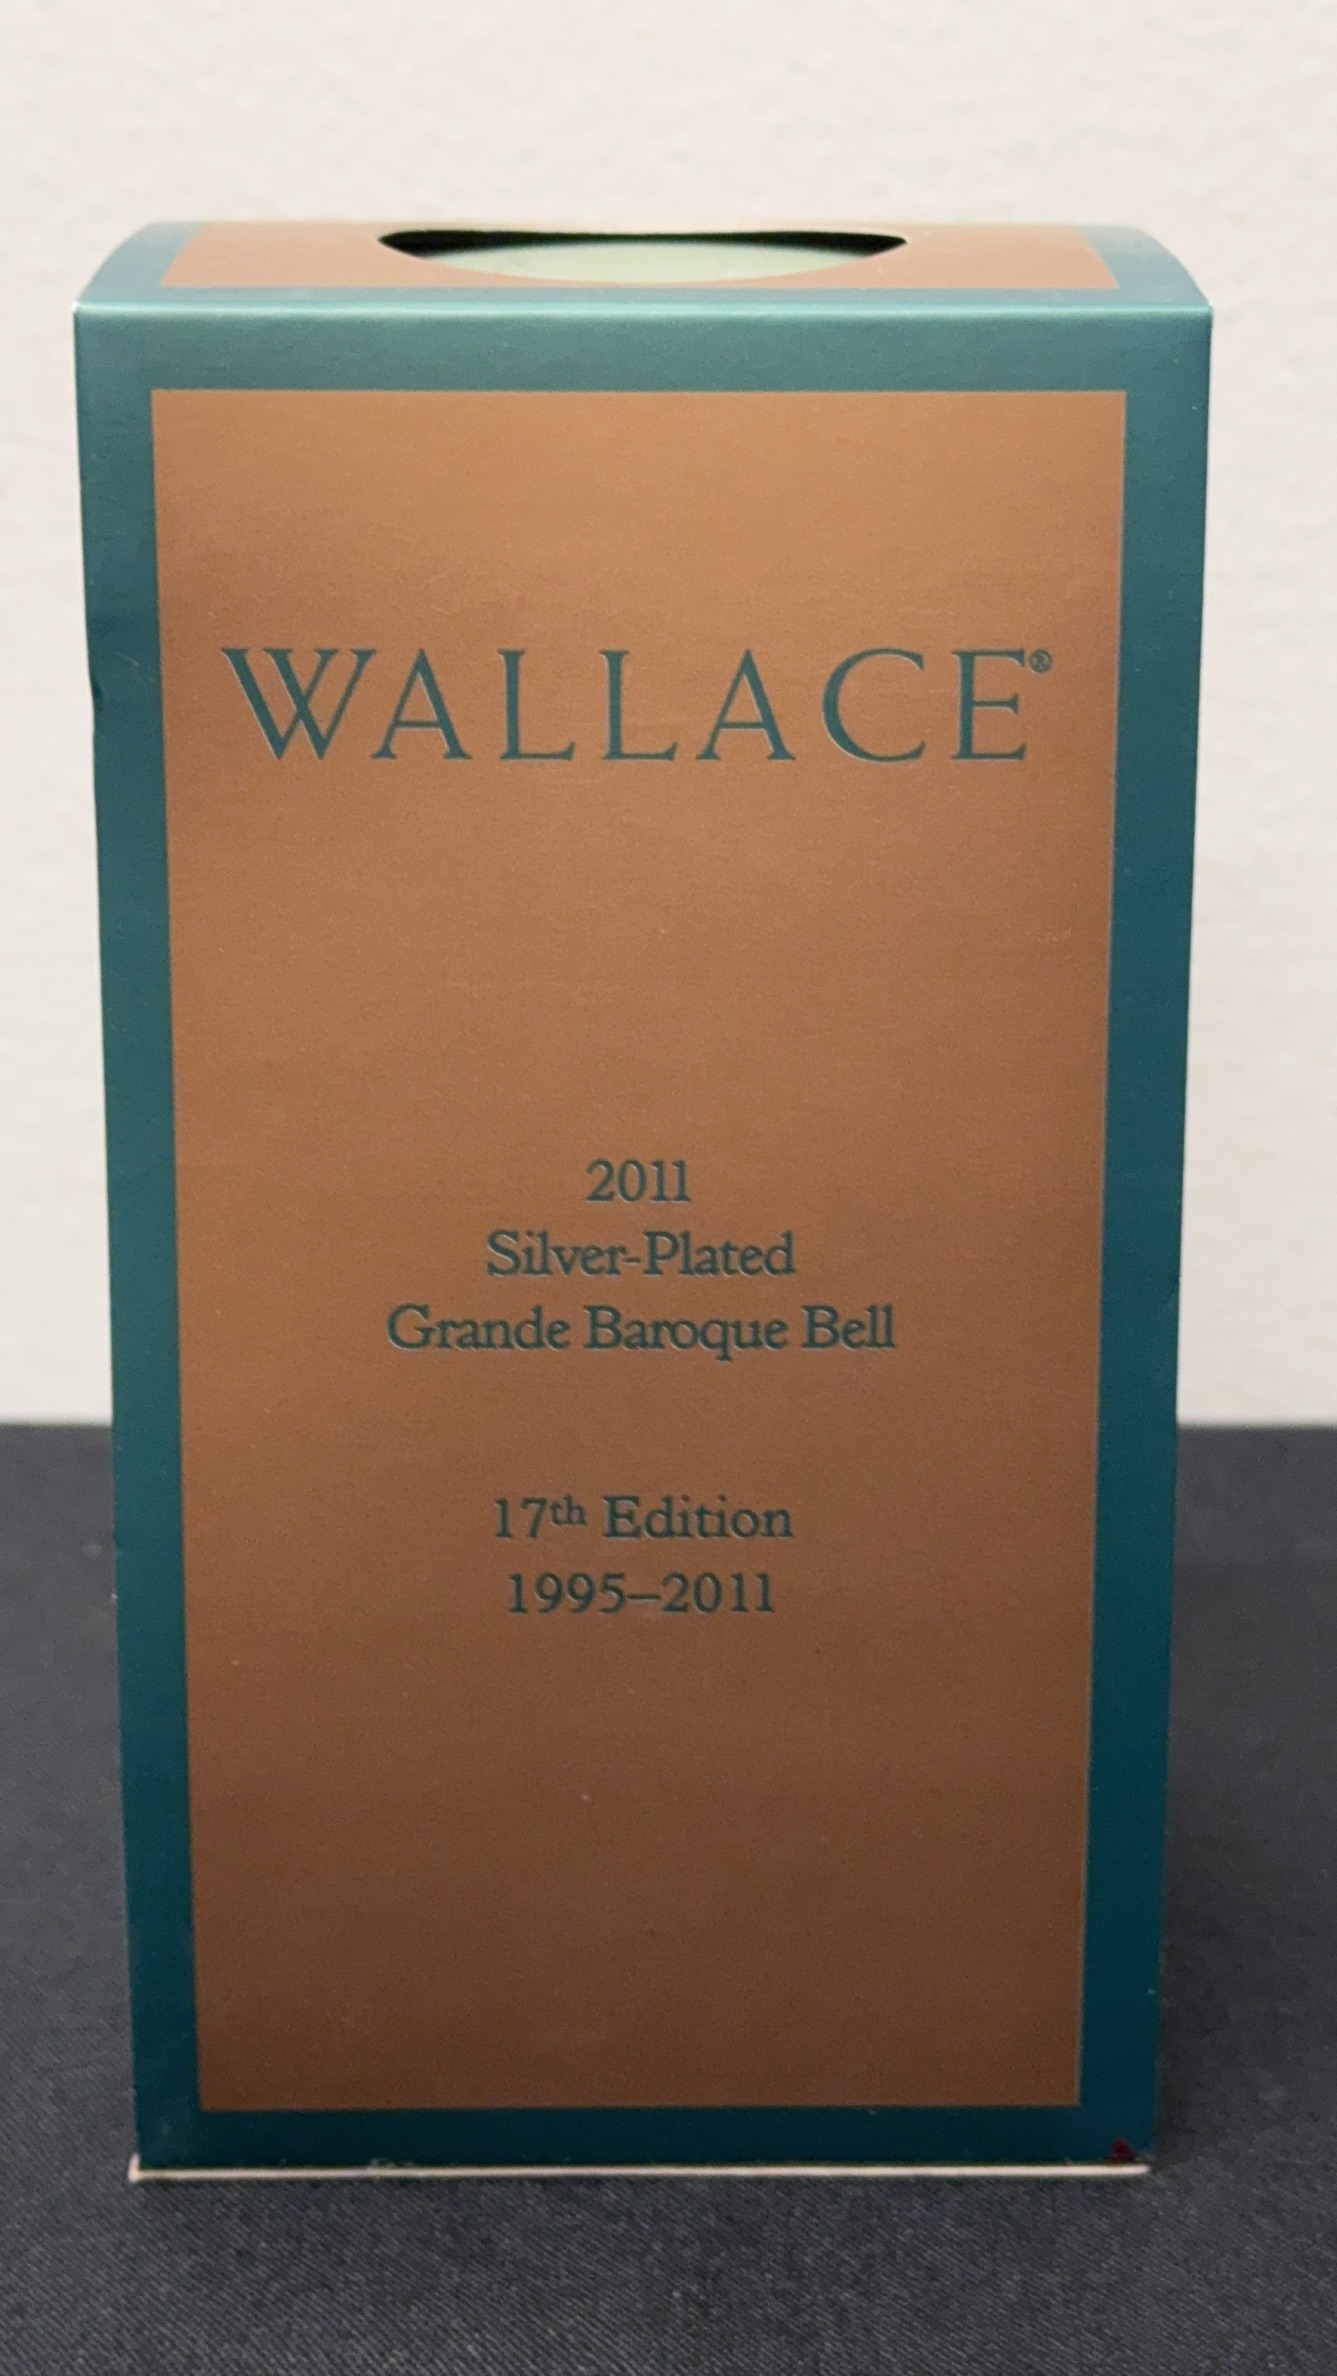 WALLACE®
2011
Silver-Plated
Grande Baroque Bell
17th Edition
1995–2011